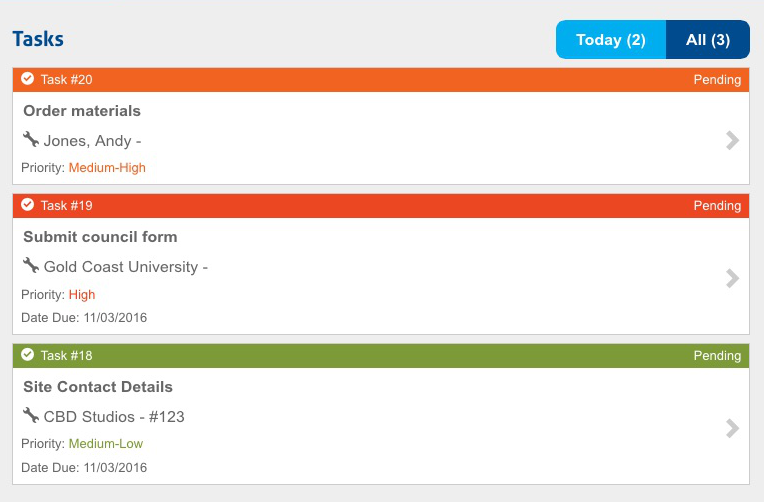 Tasks
Today (2) All (3)
Task #20 Pending
Order materials
Jones, Andy -
Priority: Medium-High
Task #19 Pending
Submit council form
Gold Coast University -
Priority: High
Date Due: 11/03/2016
Task #18 Pending
Site Contact Details
CBD Studios - #123
Priority: Medium-Low
Date Due: 11/03/2016